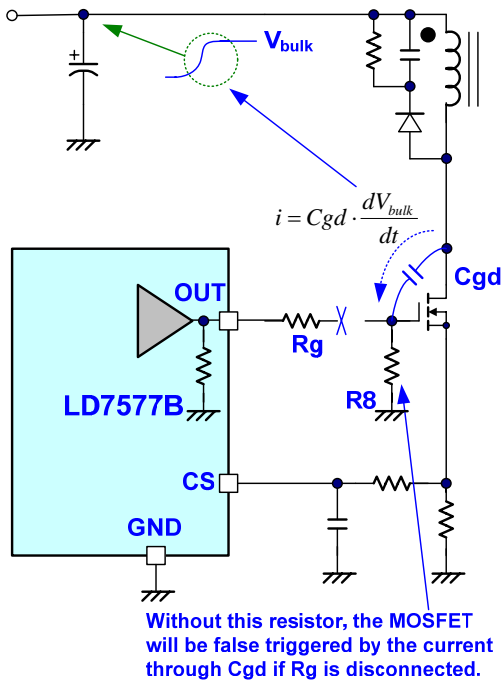 +
Vbulk
i = Cgd · dVbulk
dt
Cgd
OUT
Rg
R8
LD7577B
CS
GND
Without this resistor, the MOSFET
will be false triggered by the current
through Cgd if Rg is disconnected.